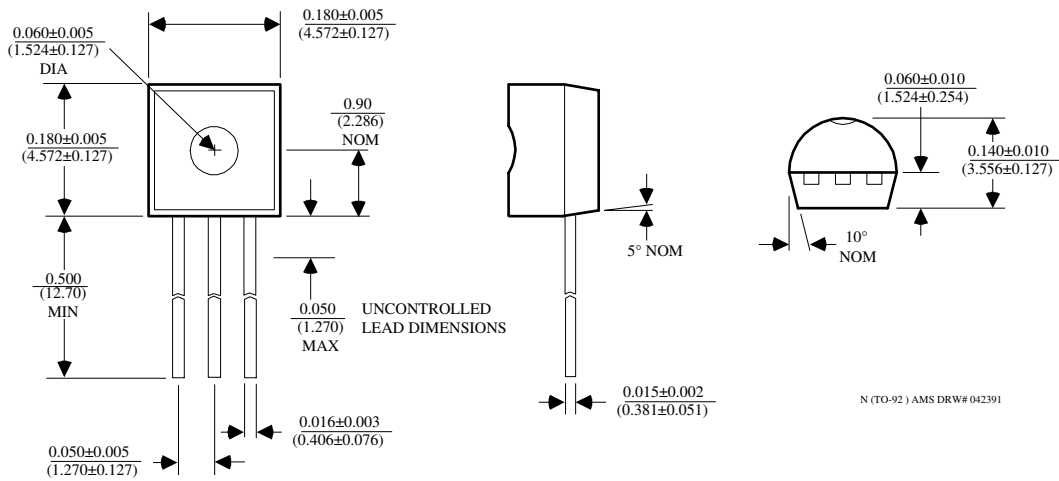 0.180±0.005
(4.572±0.127)
0.060±0.005
(1.524±0.127)
DIA
0.180±0.005
(4.572±0.127)
0.90
(2.286)
NOM
0.500
(12.70)
MIN
0.050
(1.270)
MAX
UNCONTROLLED
LEAD DIMENSIONS
0.016±0.003
(0.406±0.076)
0.050±0.005
(1.270±0.127)
5° NOM
0.015±0.002
(0.381±0.051)
0.060±0.010
(1.524±0.254)
0.140±0.010
(3.556±0.127)
10°
NOM
N (TO-92 ) AMS DRW# 042391